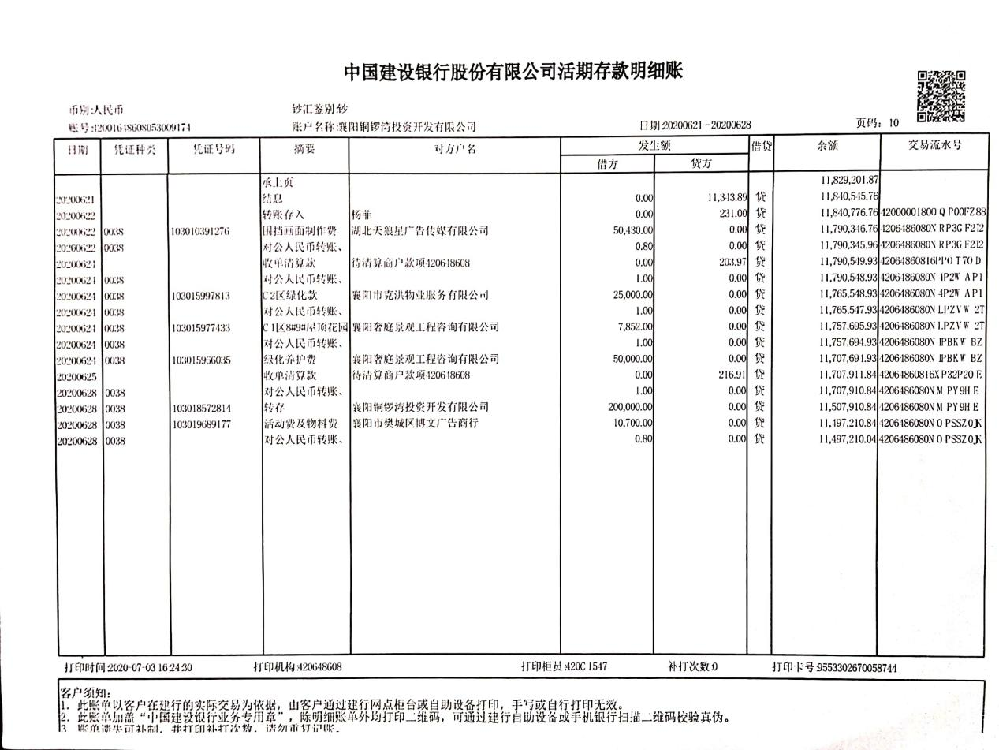 中国建设银行股份有限公司活期存款明细账
币别:人民币 钞汇鉴别:钞
账号:42001648608053009174 账户名称:襄阳铜锣湾投资开发有限公司 日期:20200621-20200628 页码: 10
日期 凭证种类 凭证号码 摘要 对方户名 发生额 借贷 余额 交易流水号
借方 贷方
承上页 11,829,201.87
20200621 结息 0.00 11,343.89 贷 11,840,545.76
20200622 转账存入 杨菲 0.00 231.00 贷 11,840,776.76 42000001800 Q P00FZ88
20200622 0038 103010391276 围挡画面制作费 湖北天狼星广告传媒有限公司 50,430.00 0.00 贷 11,790,346.76 4206486080N RP3G F2I2
20200622 0038 对公人民币转账、 0.80 0.00 贷 11,790,345.96 4206486080N RP3G F2I2
20200624 收单清算款 待清算商户款项420648608 0.00 203.97 贷 11,790,549.93 42064860816PPO T7O D
20200624 0038 对公人民币转账、 1.00 0.00 贷 11,790,548.93 4206486080N 4P2W AP1
20200624 0038 103015997813 C2区绿化款 襄阳市克洪物业服务有限公司 25,000.00 0.00 贷 11,765,548.93 4206486080N 4P2W AP1
20200624 0038 对公人民币转账、 1.00 0.00 贷 11,765,547.93 4206486080N LPZV W 2T
20200624 0038 103015977433 C1区8#9#屋顶花园 襄阳奢庭景观工程咨询有限公司 7,852.00 0.00 贷 11,757,695.93 4206486080N LPZV W 2T
20200624 0038 对公人民币转账、 1.00 0.00 贷 11,757,694.93 4206486080N IPBKW BZ
20200624 0038 103015966035 绿化养护费 襄阳奢庭景观工程咨询有限公司 50,000.00 0.00 贷 11,707,694.93 4206486080N IPBKW BZ
20200625 收单清算款 待清算商户款项420648608 0.00 216.91 贷 11,707,911.84 42064860816XP32P2O E
20200628 0038 对公人民币转账、 1.00 0.00 贷 11,707,910.84 4206486080N M PY9H E
20200628 0038 103018572814 转存 襄阳铜锣湾投资开发有限公司 200,000.00 0.00 贷 11,507,910.84 4206486080N M PY9H E
20200628 0038 103019689177 活动费及物料费 襄阳市樊城区博文广告商行 10,700.00 0.00 贷 11,497,210.84 4206486080N O PSSZ0JK
20200628 0038 对公人民币转账、 0.80 0.00 贷 11,497,210.04 4206486080N O PSSZ0JK
打印时间:2020-07-03 16:24:30 打印机构:420648608 打印柜员:420C1547 补打次数:0 打印卡号:9553302670058744
客户须知:
1. 此账单以客户在建行的实际交易为依据，由客户通过建行网点柜台或自助设备打印，手写或自行打印无效。
2. 此账单加盖“中国建设银行业务专用章”，除明细账单外均打印二维码，可通过建行自助设备或手机银行扫描二维码校验真伪。
3. 账单遗失可补制，并打印补打次数，请勿重复记账。